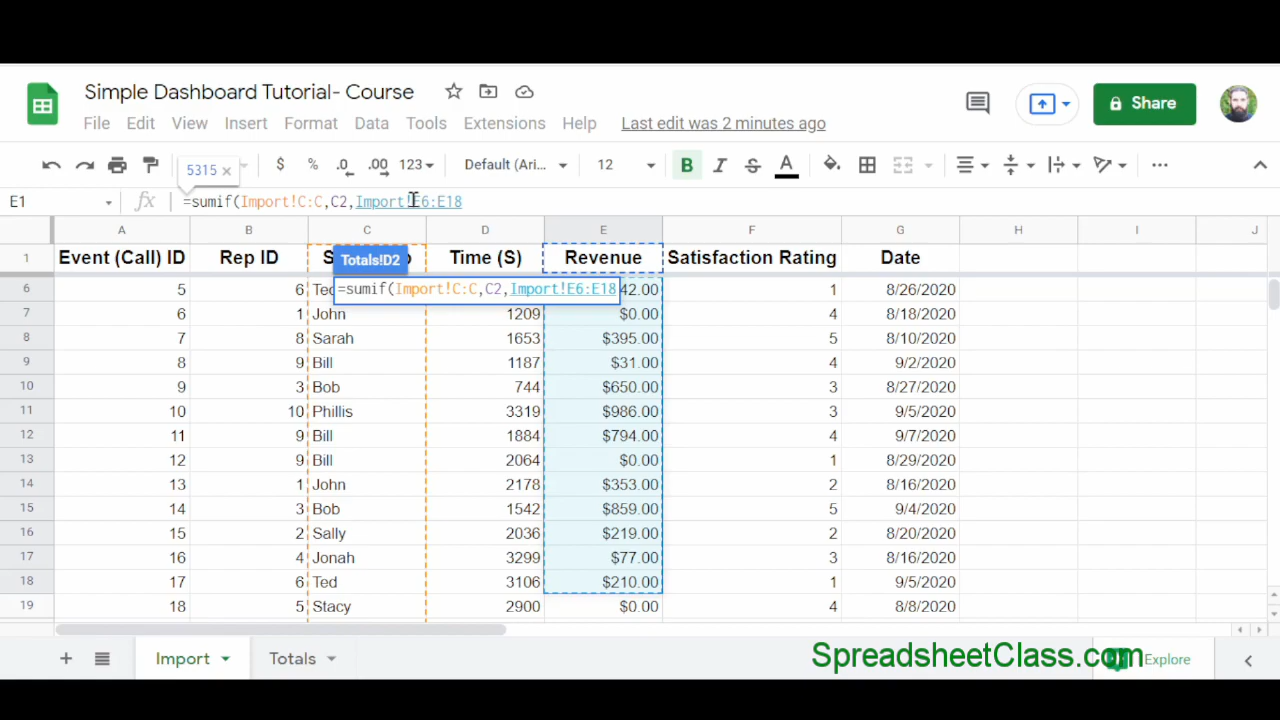 Simple Dashboard Tutorial- Course
File Edit View Insert Format Data Tools Extensions Help Last edit was 2 minutes ago
Share
5315 × $ % .0 .00 123 Default (Ari... 12 B I S A
E1 fx =sumif(Import!C:C,C2,Import!E6:E18
A B C D E F G H I J
1 Event (Call) ID Rep ID Time (S) Revenue Satisfaction Rating Date
Totals!D2
=sumif(Import!C:C,C2,Import!E6:E18
6 5 6 42.00 1 8/26/2020
7 6 1 John 1209 $0.00 4 8/18/2020
8 7 8 Sarah 1653 $395.00 5 8/10/2020
9 8 9 Bill 1187 $31.00 4 9/2/2020
10 9 3 Bob 744 $650.00 3 8/27/2020
11 10 10 Phillis 3319 $986.00 3 9/5/2020
12 11 9 Bill 1884 $794.00 4 9/7/2020
13 12 9 Bill 2064 $0.00 1 8/29/2020
14 13 1 John 2178 $353.00 2 8/16/2020
15 14 3 Bob 1542 $859.00 5 9/4/2020
16 15 2 Sally 2036 $219.00 2 8/20/2020
17 16 4 Jonah 3299 $77.00 3 8/16/2020
18 17 6 Ted 3106 $210.00 1 9/5/2020
19 18 5 Stacy 2900 $0.00 4 8/8/2020
Import Totals
SpreadsheetClass.com
Explore